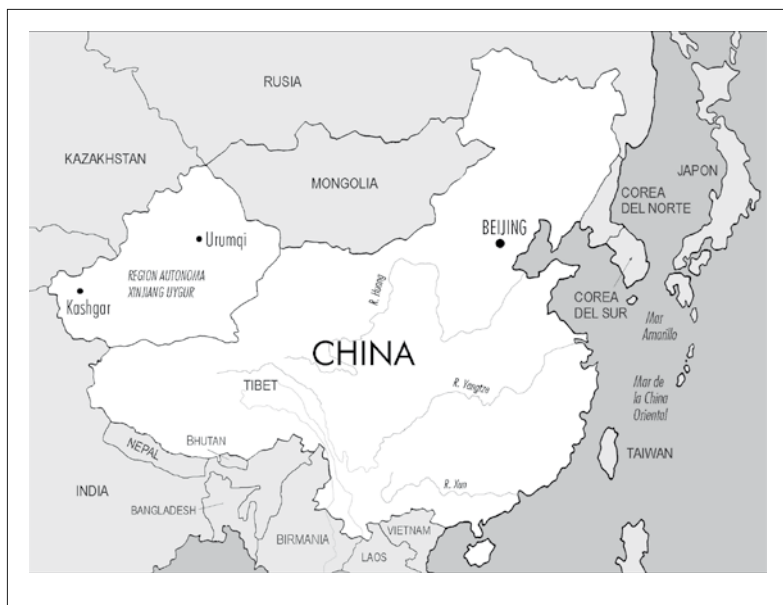 RUSIA
KAZAKHSTAN
MONGOLIA
JAPON
COREA
DEL NORTE
BEIJING
Urumqi
REGION AUTONOMA
XINJIANG UYGUR
Kashgar
R. Huang
COREA
DEL SUR
Mar
Amarillo
CHINA
TIBET
R. Yangtze
Mar de
la China
Oriental
NEPAL
BHUTAN
TAIWAN
INDIA
BANGLADESH
R. Xun
BIRMANIA
VIETNAM
LAOS